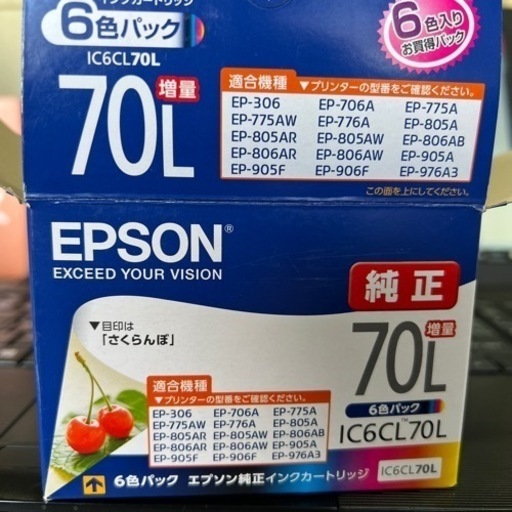 インクカートリッジ
6色パック
IC6CL70L
6色入り
お買得パック
70L 増量
適合機種
▼プリンターの型番をご確認ください。
EP-306 EP-706A EP-775A
EP-775AW EP-776A EP-805A
EP-805AR EP-805AW EP-806AB
EP-806AR EP-806AW EP-905A
EP-905F EP-906F EP-976A3
この面を上にしてください。
EPSON®
EXCEED YOUR VISION
純正
▼目印は
「さくらんぼ」
70L 増量
6色パック
IC6CL™70L
適合機種
▼プリンターの型番をご確認ください。
EP-306 EP-706A EP-775A
EP-775AW EP-776A EP-805A
EP-805AR EP-805AW EP-806AB
EP-806AR EP-806AW EP-905A
EP-905F EP-906F EP-976A3
6色パック エプソン純正インクカートリッジ
IC6CL70L